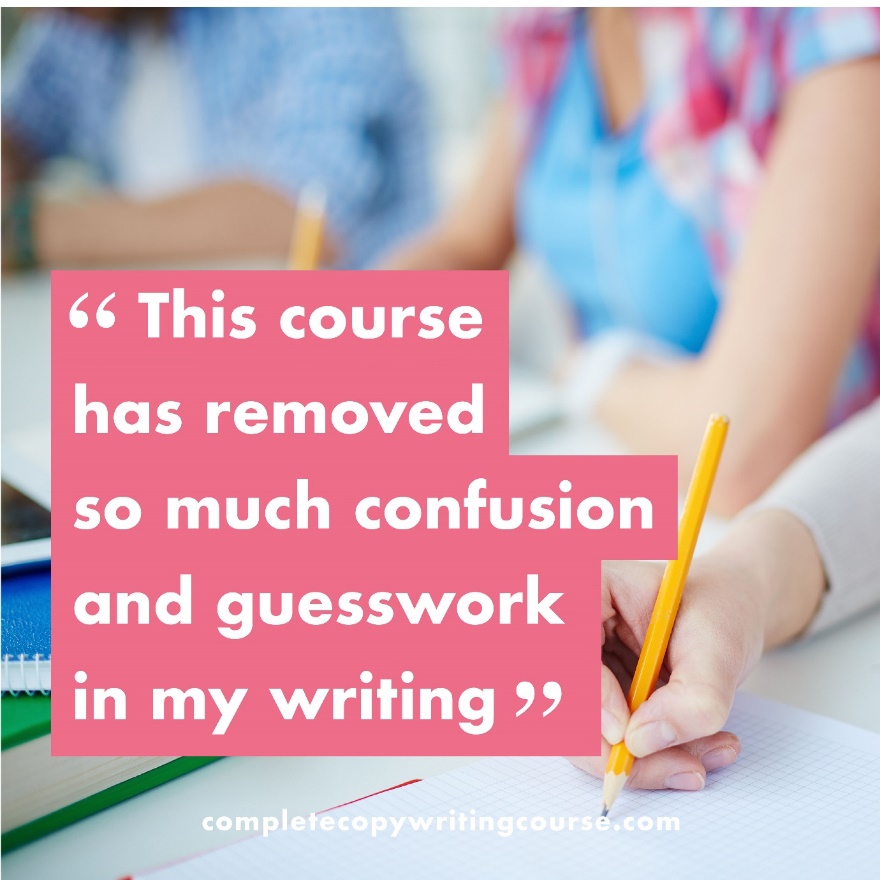 “ This course
has removed
so much confusion
and guesswork
in my writing ”
completecopywritingcourse.com